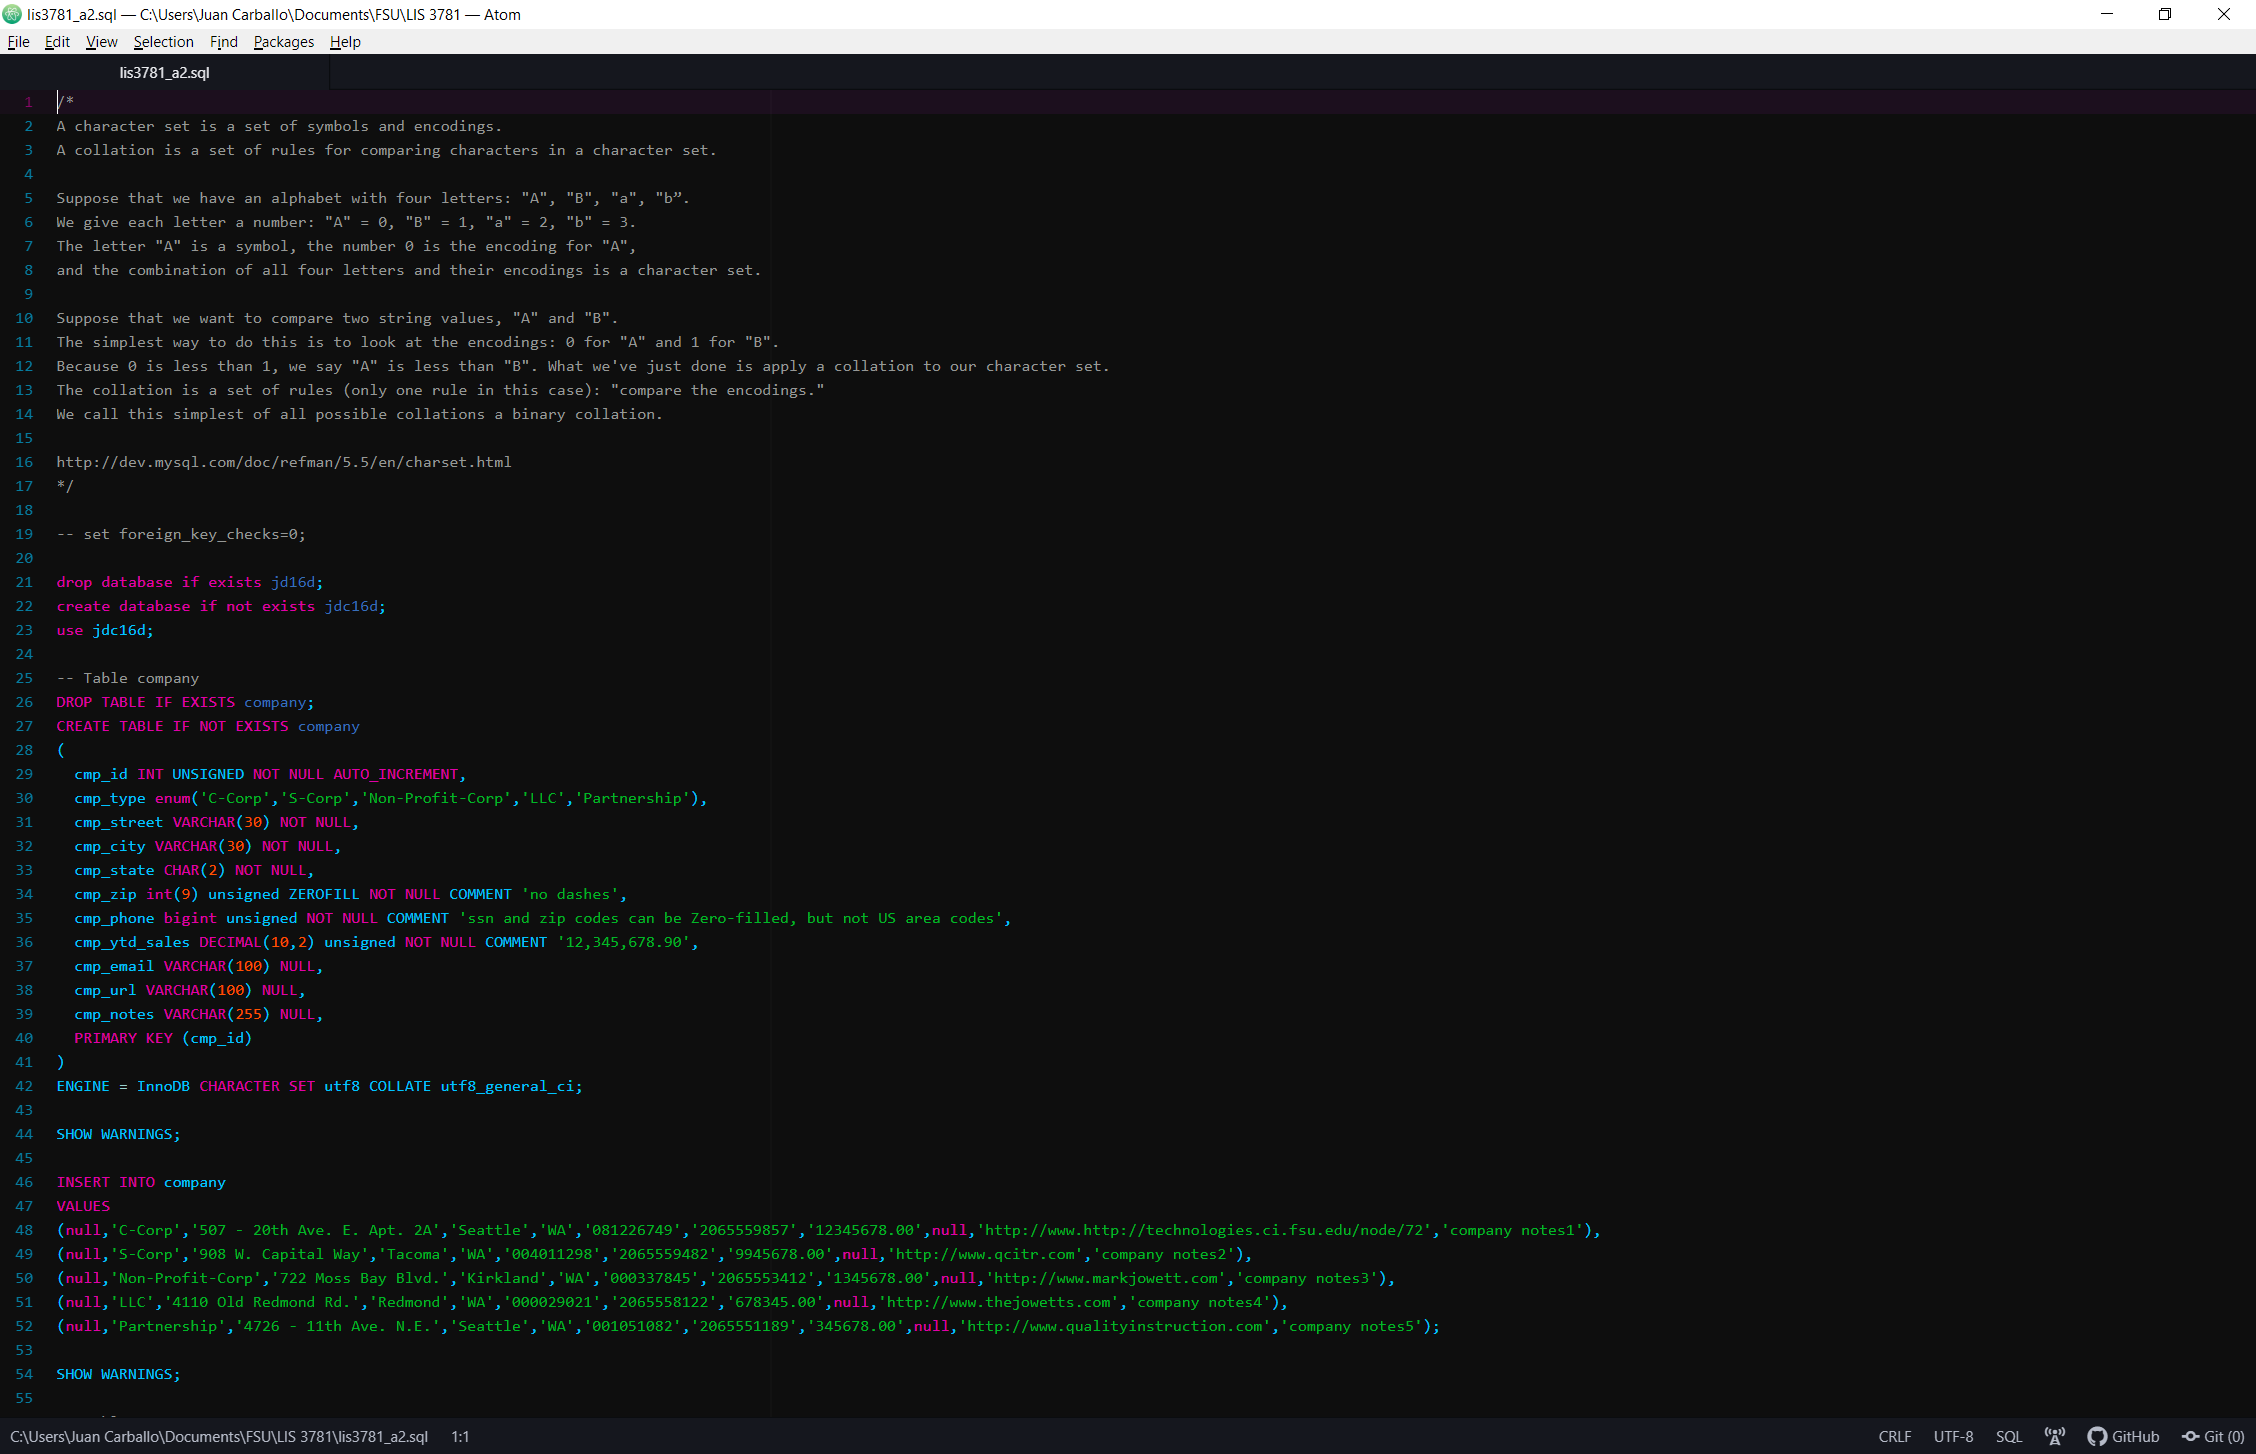 lis3781_a2.sql — C:\Users\Juan Carballo\Documents\FSU\LIS 3781 — Atom
File Edit View Selection Find Packages Help
lis3781_a2.sql
1 /*
2 A character set is a set of symbols and encodings.
3 A collation is a set of rules for comparing characters in a character set.
4
5 Suppose that we have an alphabet with four letters: "A", "B", "a", "b”.
6 We give each letter a number: "A" = 0, "B" = 1, "a" = 2, "b" = 3.
7 The letter "A" is a symbol, the number 0 is the encoding for "A",
8 and the combination of all four letters and their encodings is a character set.
9
10 Suppose that we want to compare two string values, "A" and "B".
11 The simplest way to do this is to look at the encodings: 0 for "A" and 1 for "B".
12 Because 0 is less than 1, we say "A" is less than "B". What we've just done is apply a collation to our character set.
13 The collation is a set of rules (only one rule in this case): "compare the encodings."
14 We call this simplest of all possible collations a binary collation.
15
16 http://dev.mysql.com/doc/refman/5.5/en/charset.html
17 */
18
19 -- set foreign_key_checks=0;
20
21 drop database if exists jd16d;
22 create database if not exists jdc16d;
23 use jdc16d;
24
25 -- Table company
26 DROP TABLE IF EXISTS company;
27 CREATE TABLE IF NOT EXISTS company
28 (
29 cmp_id INT UNSIGNED NOT NULL AUTO_INCREMENT,
30 cmp_type enum('C-Corp','S-Corp','Non-Profit-Corp','LLC','Partnership'),
31 cmp_street VARCHAR(30) NOT NULL,
32 cmp_city VARCHAR(30) NOT NULL,
33 cmp_state CHAR(2) NOT NULL,
34 cmp_zip int(9) unsigned ZEROFILL NOT NULL COMMENT 'no dashes',
35 cmp_phone bigint unsigned NOT NULL COMMENT 'ssn and zip codes can be Zero-filled, but not US area codes',
36 cmp_ytd_sales DECIMAL(10,2) unsigned NOT NULL COMMENT '12,345,678.90',
37 cmp_email VARCHAR(100) NULL,
38 cmp_url VARCHAR(100) NULL,
39 cmp_notes VARCHAR(255) NULL,
40 PRIMARY KEY (cmp_id)
41 )
42 ENGINE = InnoDB CHARACTER SET utf8 COLLATE utf8_general_ci;
43
44 SHOW WARNINGS;
45
46 INSERT INTO company
47 VALUES
48 (null,'C-Corp','507 - 20th Ave. E. Apt. 2A','Seattle','WA','081226749','2065559857','12345678.00',null,'http://www.http://technologies.ci.fsu.edu/node/72','company notes1'),
49 (null,'S-Corp','908 W. Capital Way','Tacoma','WA','004011298','2065559482','9945678.00',null,'http://www.qcitr.com','company notes2'),
50 (null,'Non-Profit-Corp','722 Moss Bay Blvd.','Kirkland','WA','000337845','2065553412','1345678.00',null,'http://www.markjowett.com','company notes3'),
51 (null,'LLC','4110 Old Redmond Rd.','Redmond','WA','000029021','2065558122','678345.00',null,'http://www.thejowetts.com','company notes4'),
52 (null,'Partnership','4726 - 11th Ave. N.E.','Seattle','WA','001051082','2065551189','345678.00',null,'http://www.qualityinstruction.com','company notes5');
53
54 SHOW WARNINGS;
55
C:\Users\Juan Carballo\Documents\FSU\LIS 3781\lis3781_a2.sql 1:1 CRLF UTF-8 SQL GitHub Git (0)